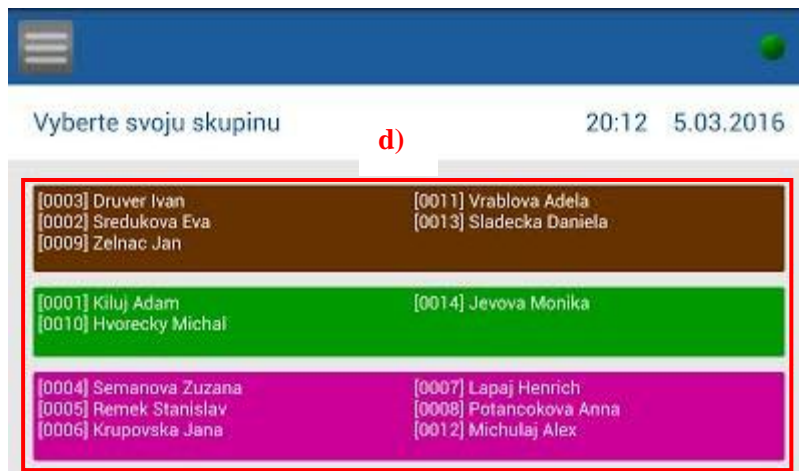 Vyberte svoju skupinu
d)
20:12 5.03.2016
[0003] Druver Ivan
[0002] Sredukova Eva
[0009] Zelnac Jan
[0011] Vrablova Adela
[0013] Sladecka Daniela
[0001] Kiluj Adam
[0010] Hvorecky Michal
[0014] Jevova Monika
[0004] Semanova Zuzana
[0005] Remek Stanislav
[0006] Krupovska Jana
[0007] Lapaj Henrich
[0008] Potancokova Anna
[0012] Michulaj Alex